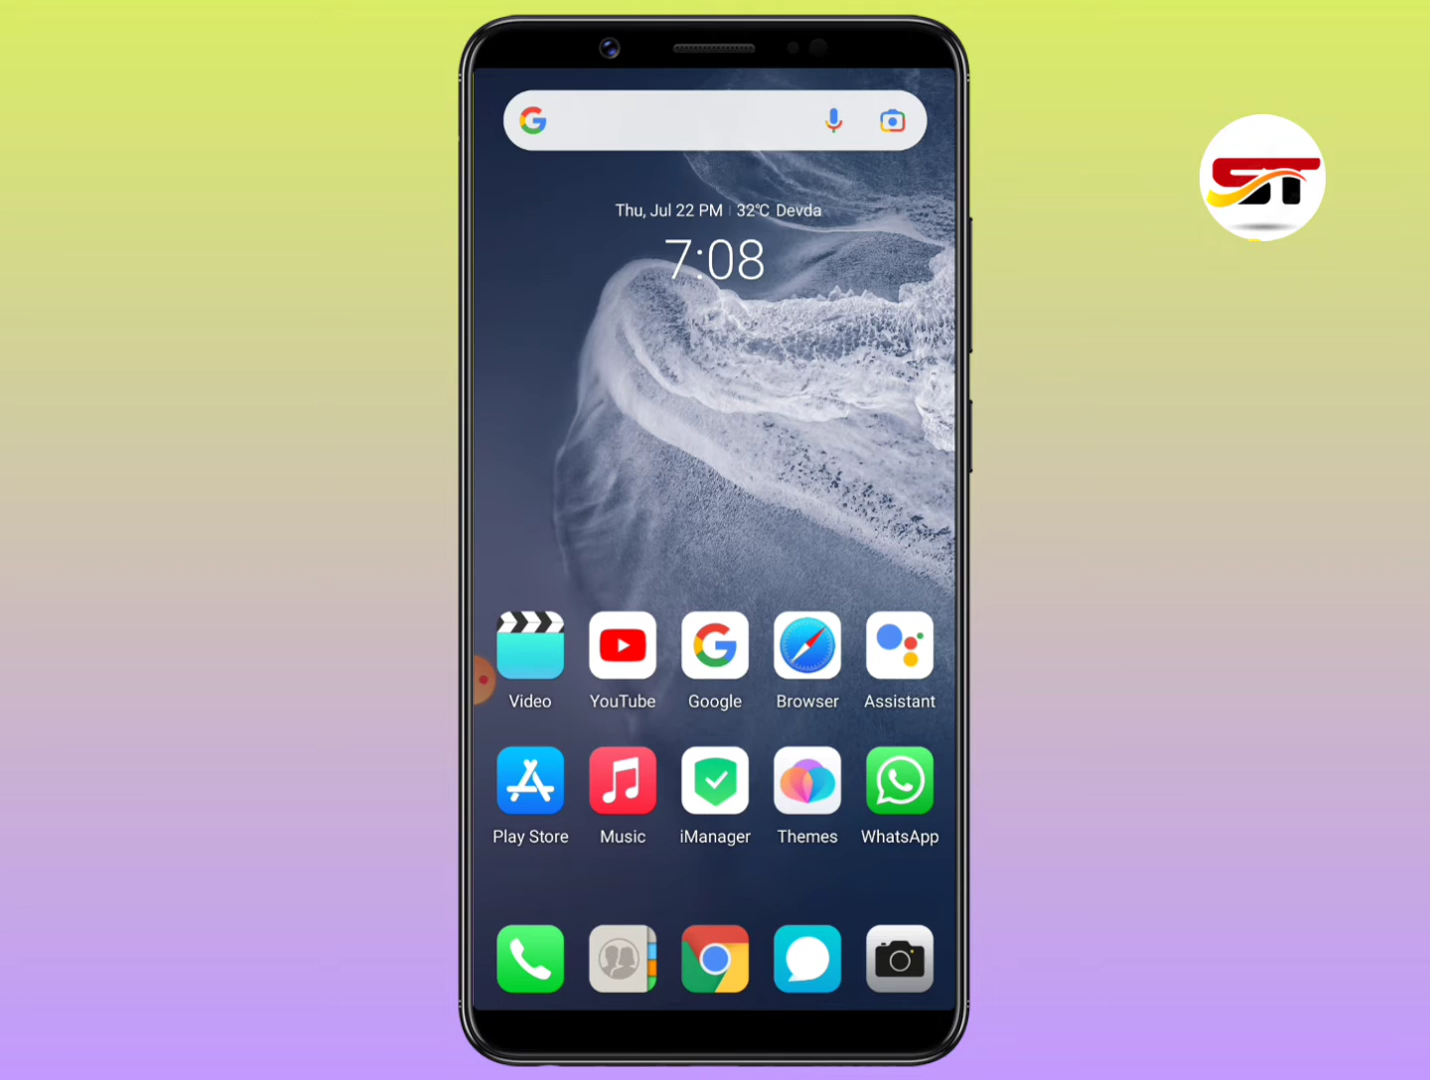 ST
Thu, Jul 22 PM | 32℃ Devda
7:08
Video YouTube Google Browser Assistant
Play Store Music iManager Themes WhatsApp